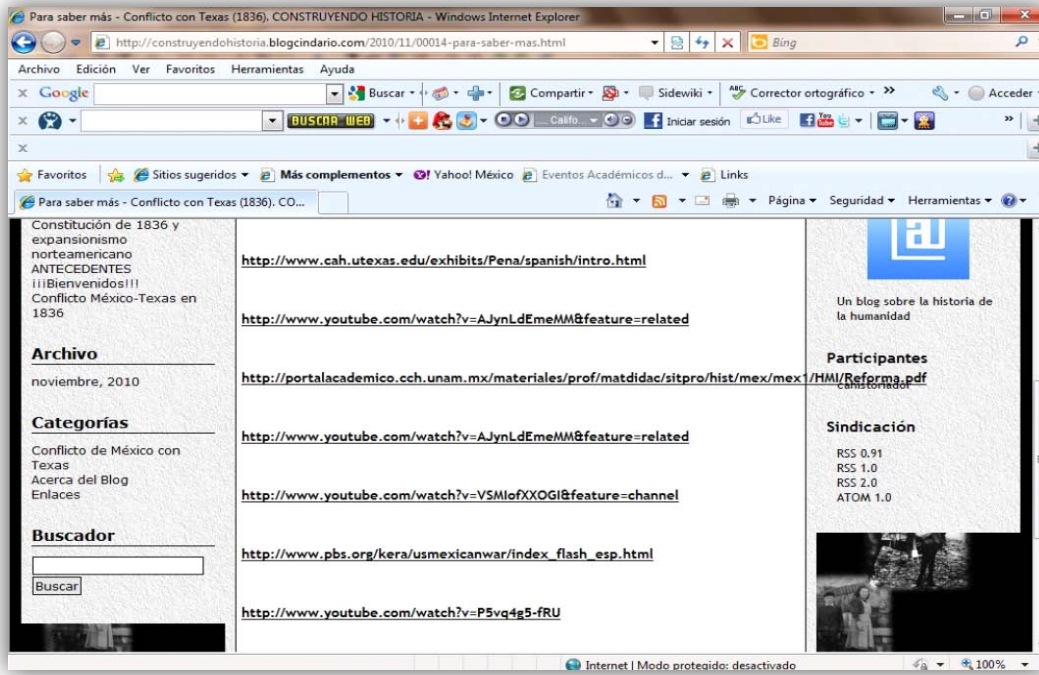 Para saber más - Conflicto con Texas (1836). CONSTRUYENDO HISTORIA - Windows Internet Explorer
http://construyendohistoria.blogcindario.com/2010/11/00014-para-saber-mas.html
Bing
Archivo Edición Ver Favoritos Herramientas Ayuda
x Google Buscar Compartir Sidewiki Corrector ortográfico Acceder
x BUSCAR WEB Califo... Iniciar sesión Like You Tube
x
Favoritos Sitios sugeridos Más complementos Yahoo! México Eventos Académicos d... Links
Para saber más - Conflicto con Texas (1836). CO... Página Seguridad Herramientas
Constitución de 1836 y
expansionismo
norteamericano
ANTECEDENTES
¡¡¡Bienvenidos!!!
Conflicto México-Texas en
1836
Archivo
noviembre, 2010
Categorías
Conflicto de México con
Texas
Acerca del Blog
Enlaces
Buscador
Buscar
http://www.cah.utexas.edu/exhibits/Pena/spanish/intro.html
http://www.youtube.com/watch?v=AJynLdEmeMM&feature=related
http://portalacademico.cch.unam.mx/materiales/prof/matdidac/sitpro/hist/mex/mex1/HMI/Reforma.pdf
http://www.youtube.com/watch?v=AJynLdEmeMM&feature=related
http://www.youtube.com/watch?v=VSMIofXXOGI&feature=channel
http://www.pbs.org/kera/usmexicanwar/index_flash_esp.html
http://www.youtube.com/watch?v=P5vq4g5-fRU
Un blog sobre la historia de
la humanidad
Participantes
cahistoriador
Sindicación
RSS 0.91
RSS 1.0
RSS 2.0
ATOM 1.0
Internet | Modo protegido: desactivado 100%